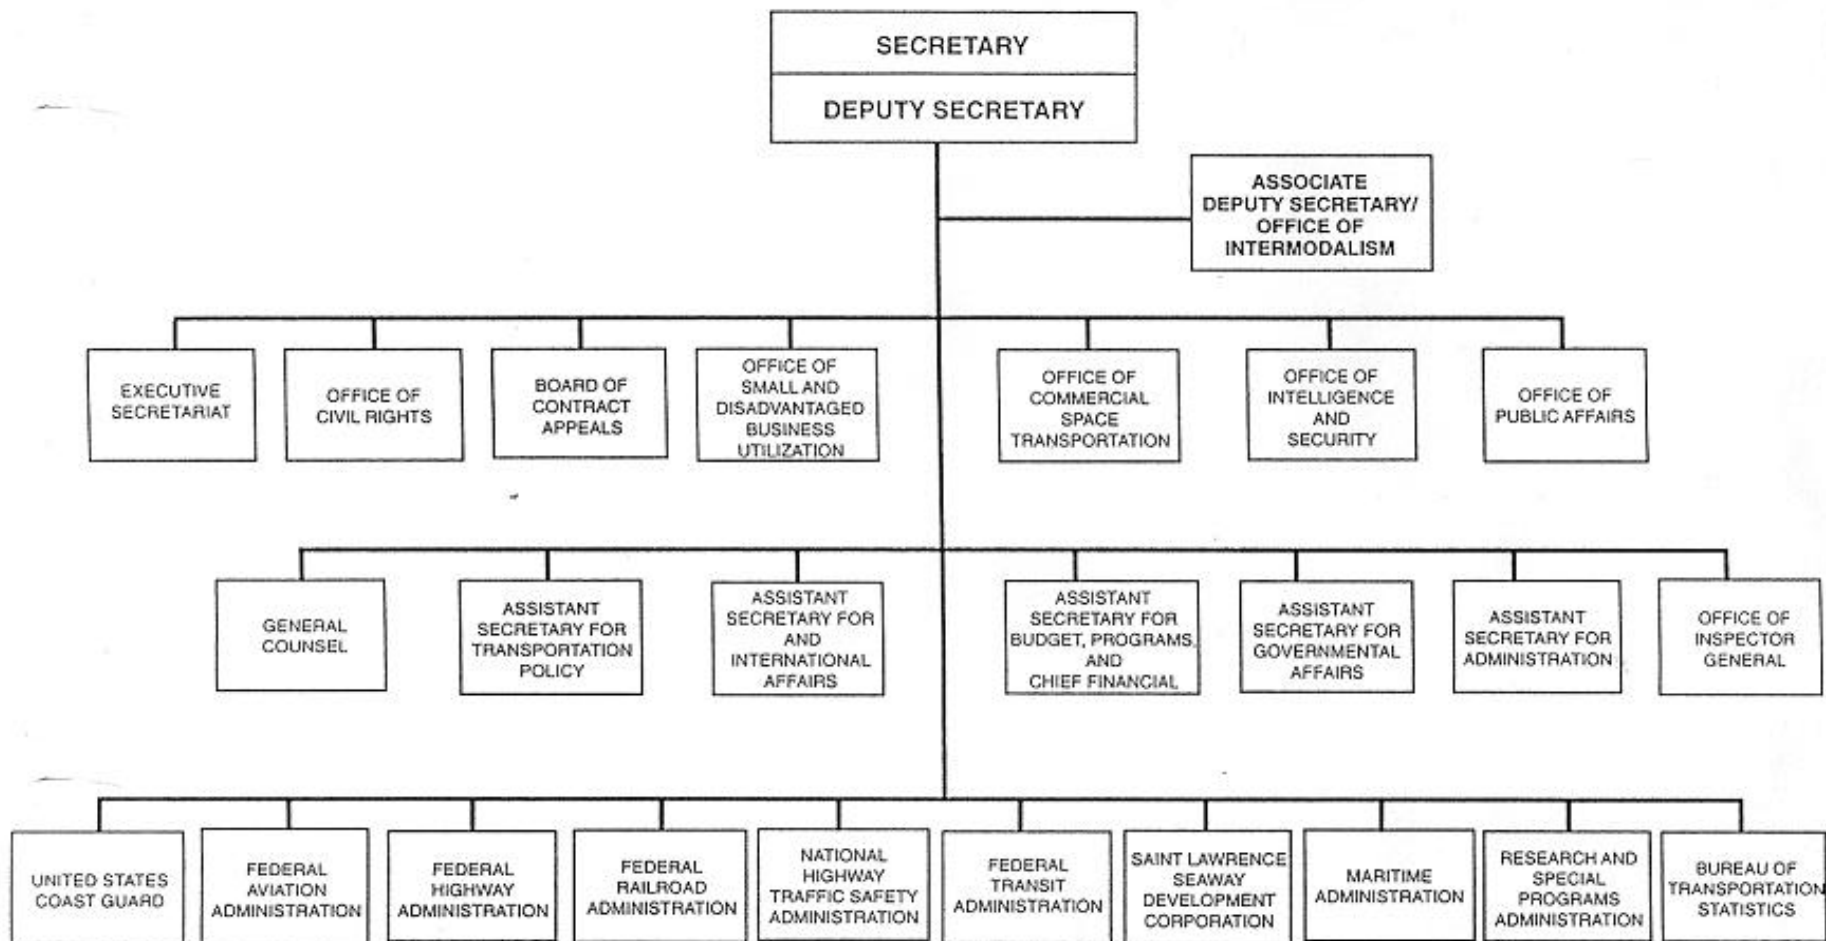 SECRETARY
DEPUTY SECRETARY
ASSOCIATE
DEPUTY SECRETARY/
OFFICE OF
INTERMODALISM
EXECUTIVE
SECRETARIAT
OFFICE OF
CIVIL RIGHTS
BOARD OF
CONTRACT
APPEALS
OFFICE OF
SMALL AND
DISADVANTAGED
BUSINESS
UTILIZATION
OFFICE OF
COMMERCIAL
SPACE
TRANSPORTATION
OFFICE OF
INTELLIGENCE
AND
SECURITY
OFFICE OF
PUBLIC AFFAIRS
GENERAL
COUNSEL
ASSISTANT
SECRETARY FOR
TRANSPORTATION
POLICY
ASSISTANT
SECRETARY FOR
AND
INTERNATIONAL
AFFAIRS
ASSISTANT
SECRETARY FOR
BUDGET, PROGRAMS,
AND
CHIEF FINANCIAL
ASSISTANT
SECRETARY FOR
GOVERNMENTAL
AFFAIRS
ASSISTANT
SECRETARY FOR
ADMINISTRATION
OFFICE OF
INSPECTOR
GENERAL
UNITED STATES
COAST GUARD
FEDERAL
AVIATION
ADMINISTRATION
FEDERAL
HIGHWAY
ADMINISTRATION
FEDERAL
RAILROAD
ADMINISTRATION
NATIONAL
HIGHWAY
TRAFFIC SAFETY
ADMINISTRATION
FEDERAL
TRANSIT
ADMINISTRATION
SAINT LAWRENCE
SEAWAY
DEVELOPMENT
CORPORATION
MARITIME
ADMINISTRATION
RESEARCH AND
SPECIAL
PROGRAMS
ADMINISTRATION
BUREAU OF
TRANSPORTATION
STATISTICS